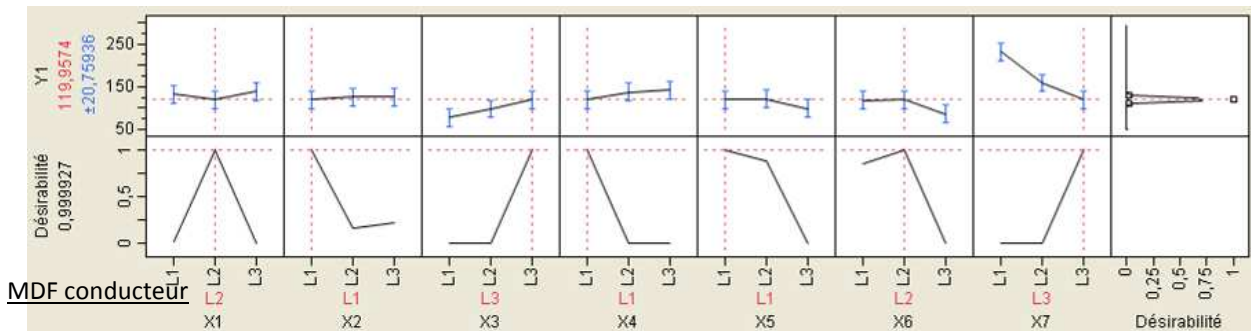 Y1
119,9574
±20,75936
250
150
50
Désirabilité
0,999927
1
0,5
0
L1 L2 L3 L1 L2 L3 L1 L2 L3 L1 L2 L3 L1 L2 L3 L1 L2 L3 L1 L2 L3 0 0,25 0,5 0,75 1
MDF conducteur
L2 L1 L3 L1 L1 L2 L3
X1 X2 X3 X4 X5 X6 X7 Désirabilité